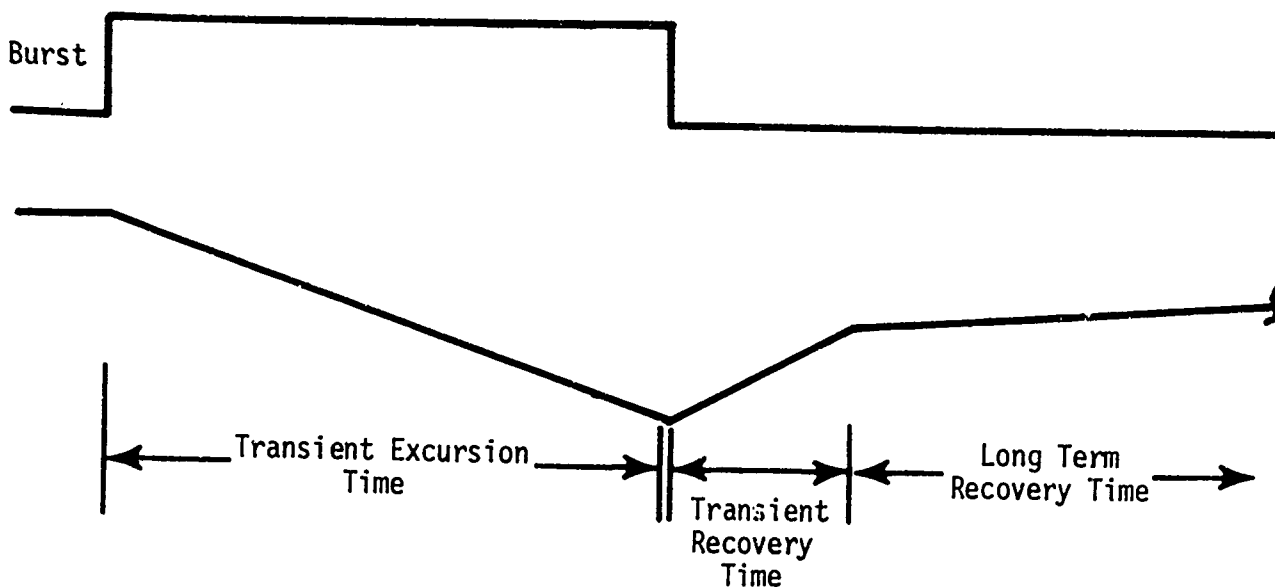 Burst
Transient Excursion
Time
Long Term
Recovery Time
Transient
Recovery
Time